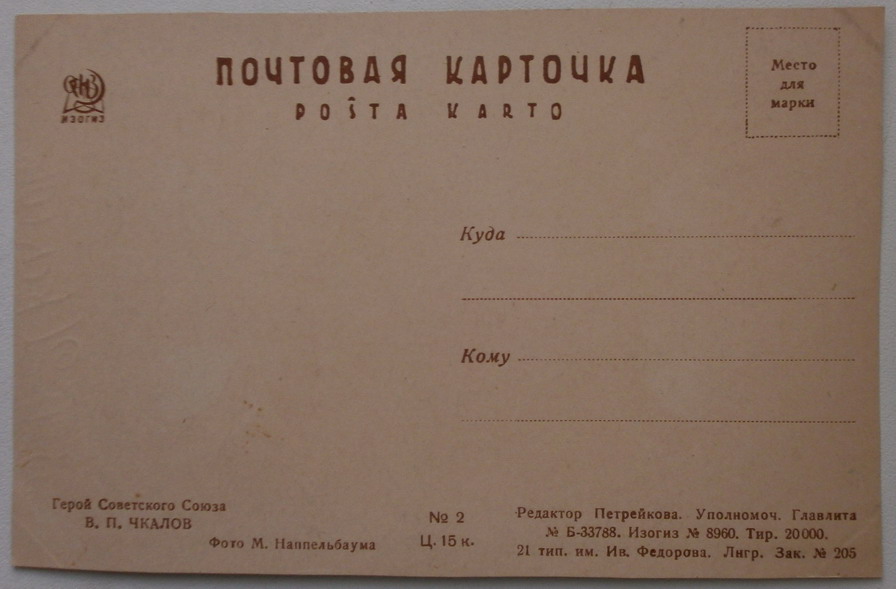 ПОЧТОВАЯ КАРТОЧКА
POŜTA KARTO
ИЗОГИЗ
Место
для
марки
Куда
Кому
Герой Советского Союза
В. П. ЧКАЛОВ
Фото М. Наппельбаума
№ 2
Ц. 15 к.
Редактор Петрейкова. Уполномоч. Главлита
№ Б-33788. Изогиз № 8960. Тир. 20000.
21 тип. им. Ив. Федорова. Лнгр. Зак. № 205